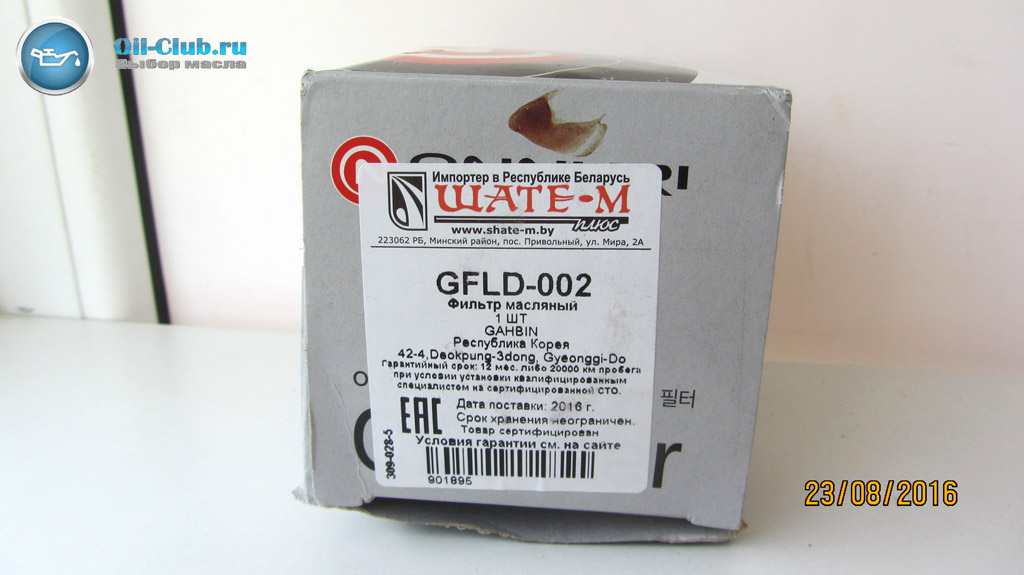 Oil-Club.ru
Выбор масла
Импортер в Республике Беларусь
ШАТЕ-М
плюс
www.shate-m.by
223062 РБ, Минский район, пос. Привольный, ул. Мира, 2А
GFLD-002
Фильтр масляный
1 ШТ
GAHBIN
Республика Корея
42-4,Deokpung-3dong, Gyeonggi-Do
Гарантийный срок: 12 мес. либо 20000 км пробега
при условии установки квалифицированным
специалистом на сертифицированной СТО.
필터
EAC
Дата поставки: 2016 г.
Срок хранения неограничен.
Товар сертифицирован
Условия гарантии см. на сайте
309-028-5
901895
23/08/2016